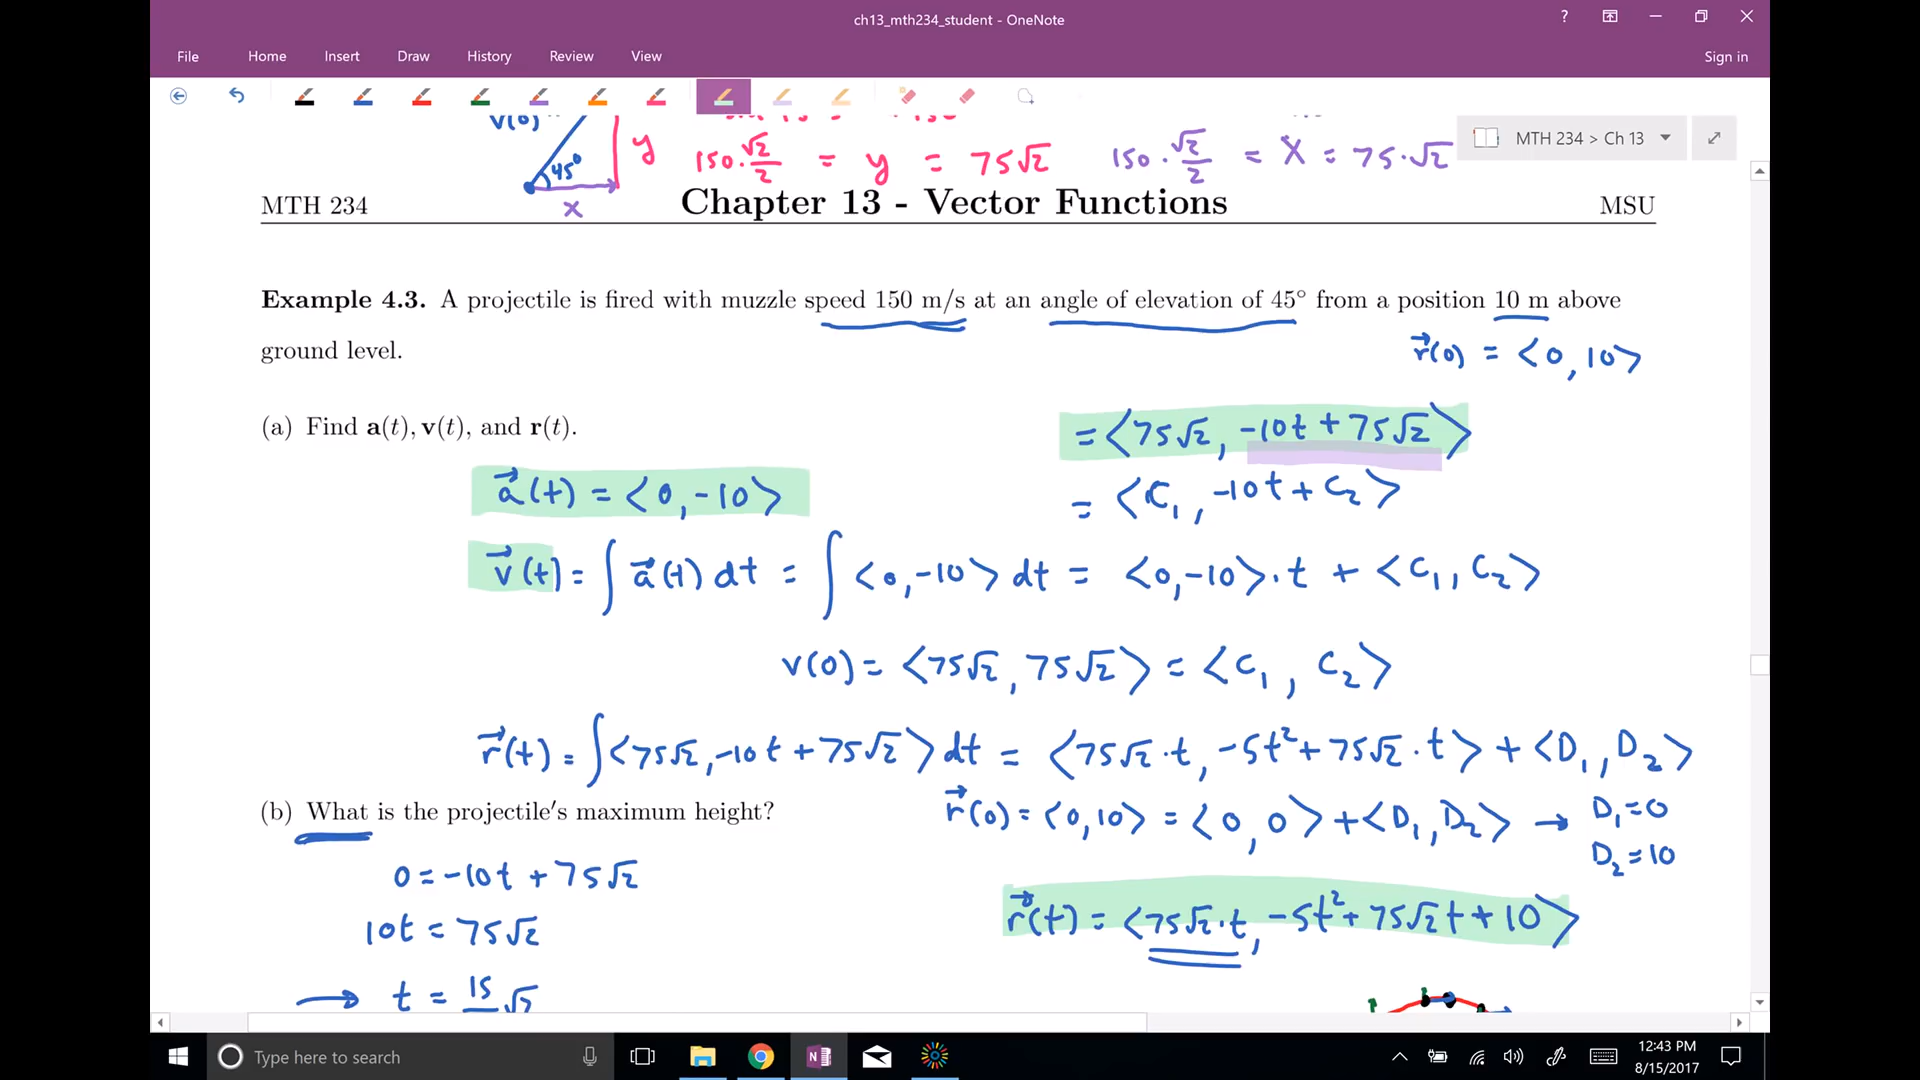 ch13_mth234_student - OneNote
File Home Insert Draw History Review View Sign in
MTH 234 > Ch 13
v(0)
45°
y
x
150·√2/2 = y = 75√2
150·√2/2 = x = 75·√2
MTH 234 Chapter 13 - Vector Functions MSU
Example 4.3. A projectile is fired with muzzle speed 150 m/s at an angle of elevation of 45° from a position 10 m above
ground level.
r⃗(0) = <0, 10>
(a) Find a(t), v(t), and r(t).
= <75√2, -10t + 75√2>
a⃗(t) = <0, -10>
= <C₁, -10t + C₂>
v⃗(t) = ∫ a⃗(t) dt = ∫ <0, -10> dt = <0, -10>·t + <C₁, C₂>
v(0) = <75√2, 75√2> = <C₁, C₂>
r⃗(t) = ∫<75√2, -10t + 75√2> dt = <75√2·t, -5t² + 75√2·t> + <D₁, D₂>
(b) What is the projectile's maximum height?
r⃗(0) = <0, 10> = <0, 0> + <D₁, D₂> → D₁ = 0
D₂ = 10
0 = -10t + 75√2
10t = 75√2
r⃗(t) = <75√2·t, -5t² + 75√2t + 10>
→ t = 15 √2
Type here to search
12:43 PM
8/15/2017